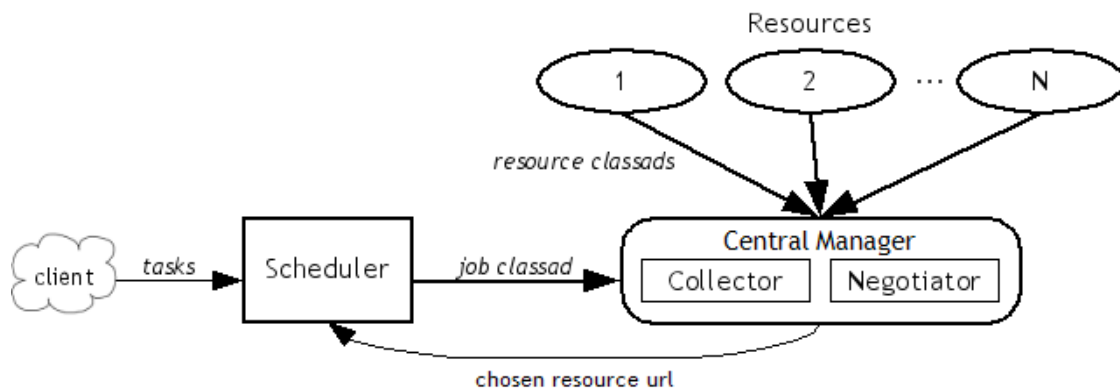 Resources
1
2
...
N
resource classads
Central Manager
client
tasks
Scheduler
job classad
Collector
Negotiator
chosen resource url